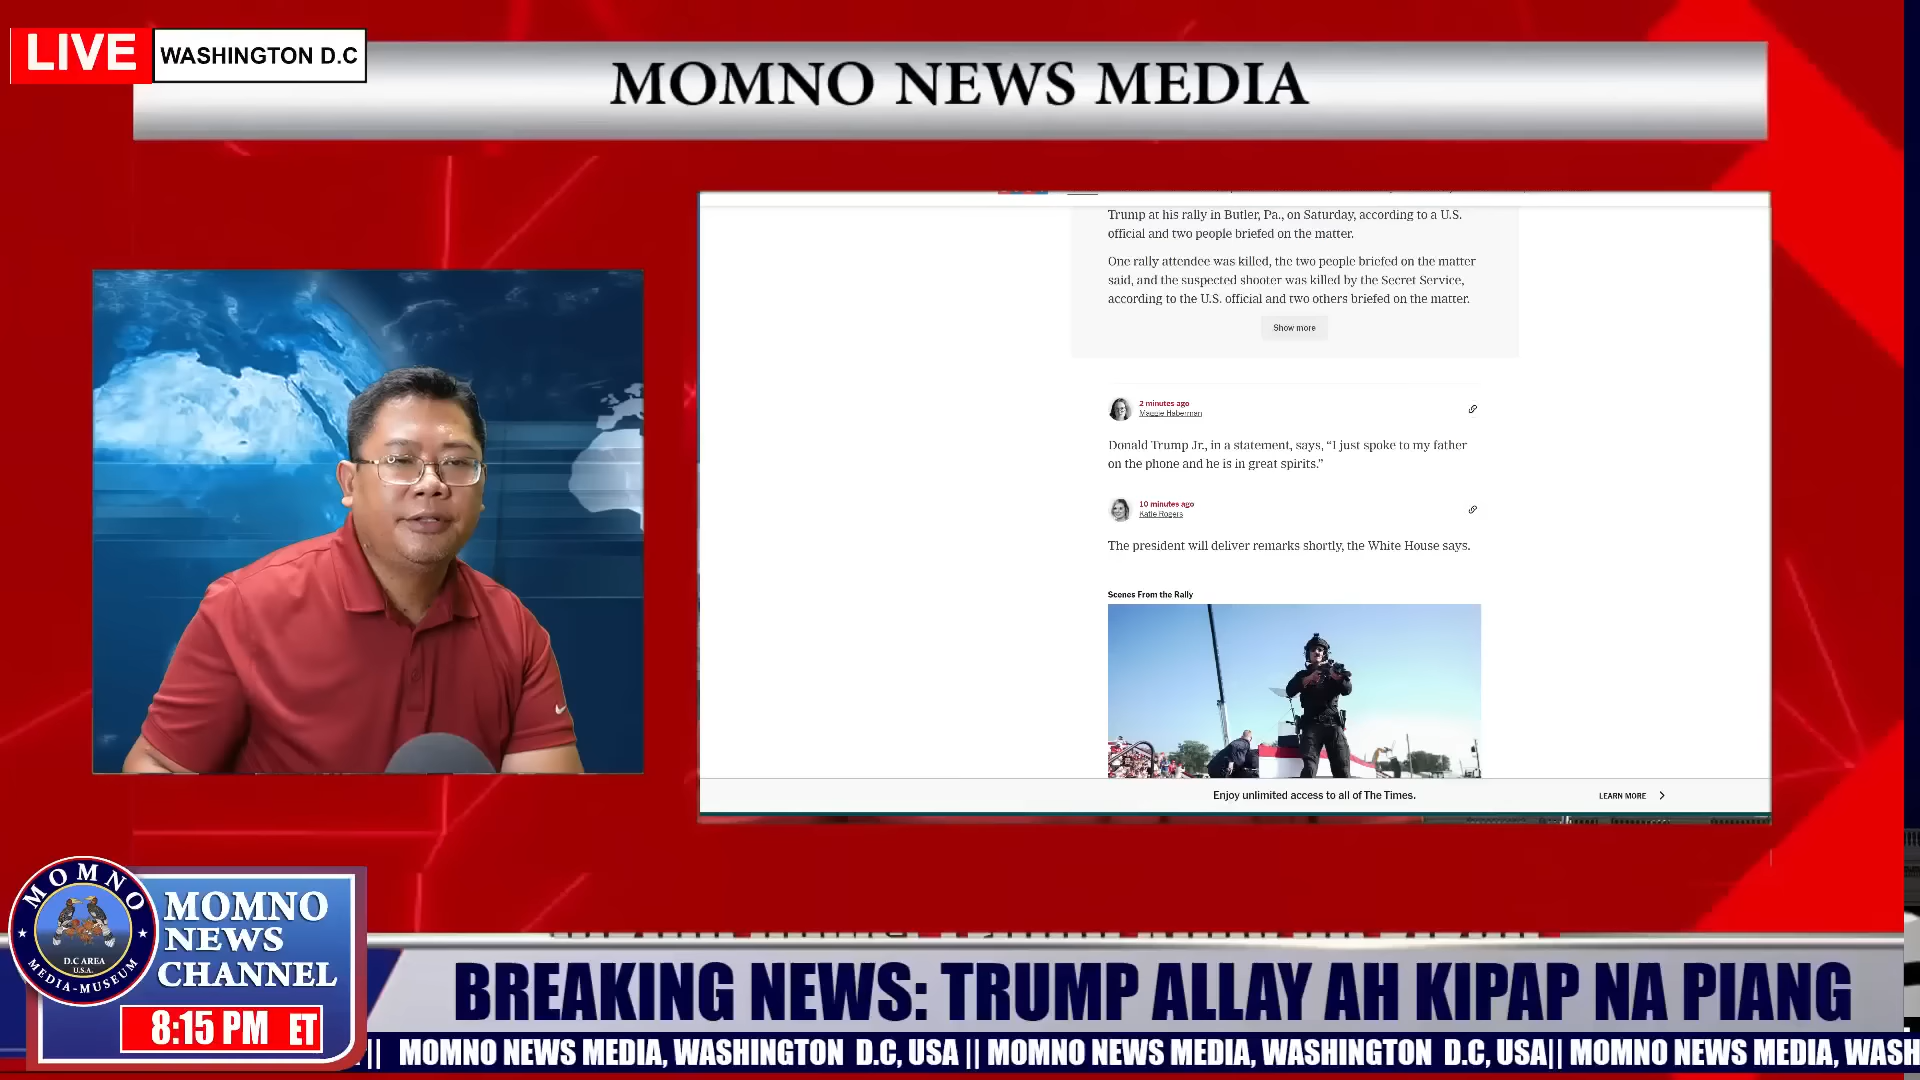 LIVE
WASHINGTON D.C
MOMNO NEWS MEDIA
Trump at his rally in Butler, Pa., on Saturday, according to a U.S.
official and two people briefed on the matter.
One rally attendee was killed, the two people briefed on the matter
said, and the suspected shooter was killed by the Secret Service,
according to the U.S. official and two others briefed on the matter.
Show more
2 minutes ago
Maggie Haberman
Donald Trump Jr., in a statement, says, “I just spoke to my father
on the phone and he is in great spirits.”
10 minutes ago
Katie Rogers
The president will deliver remarks shortly, the White House says.
Scenes From the Rally
Enjoy unlimited access to all of The Times.
LEARN MORE
MOMNO
D.C AREA
U.S.A.
MEDIA-MUSEUM
MOMNO
NEWS
CHANNEL
8:15 PM ET
BREAKING NEWS: TRUMP ALLAY AH KIPAP NA PIANG
|| MOMNO NEWS MEDIA, WASHINGTON D.C, USA || MOMNO NEWS MEDIA, WASHINGTON D.C, USA|| MOMNO NEWS MEDIA, WASH